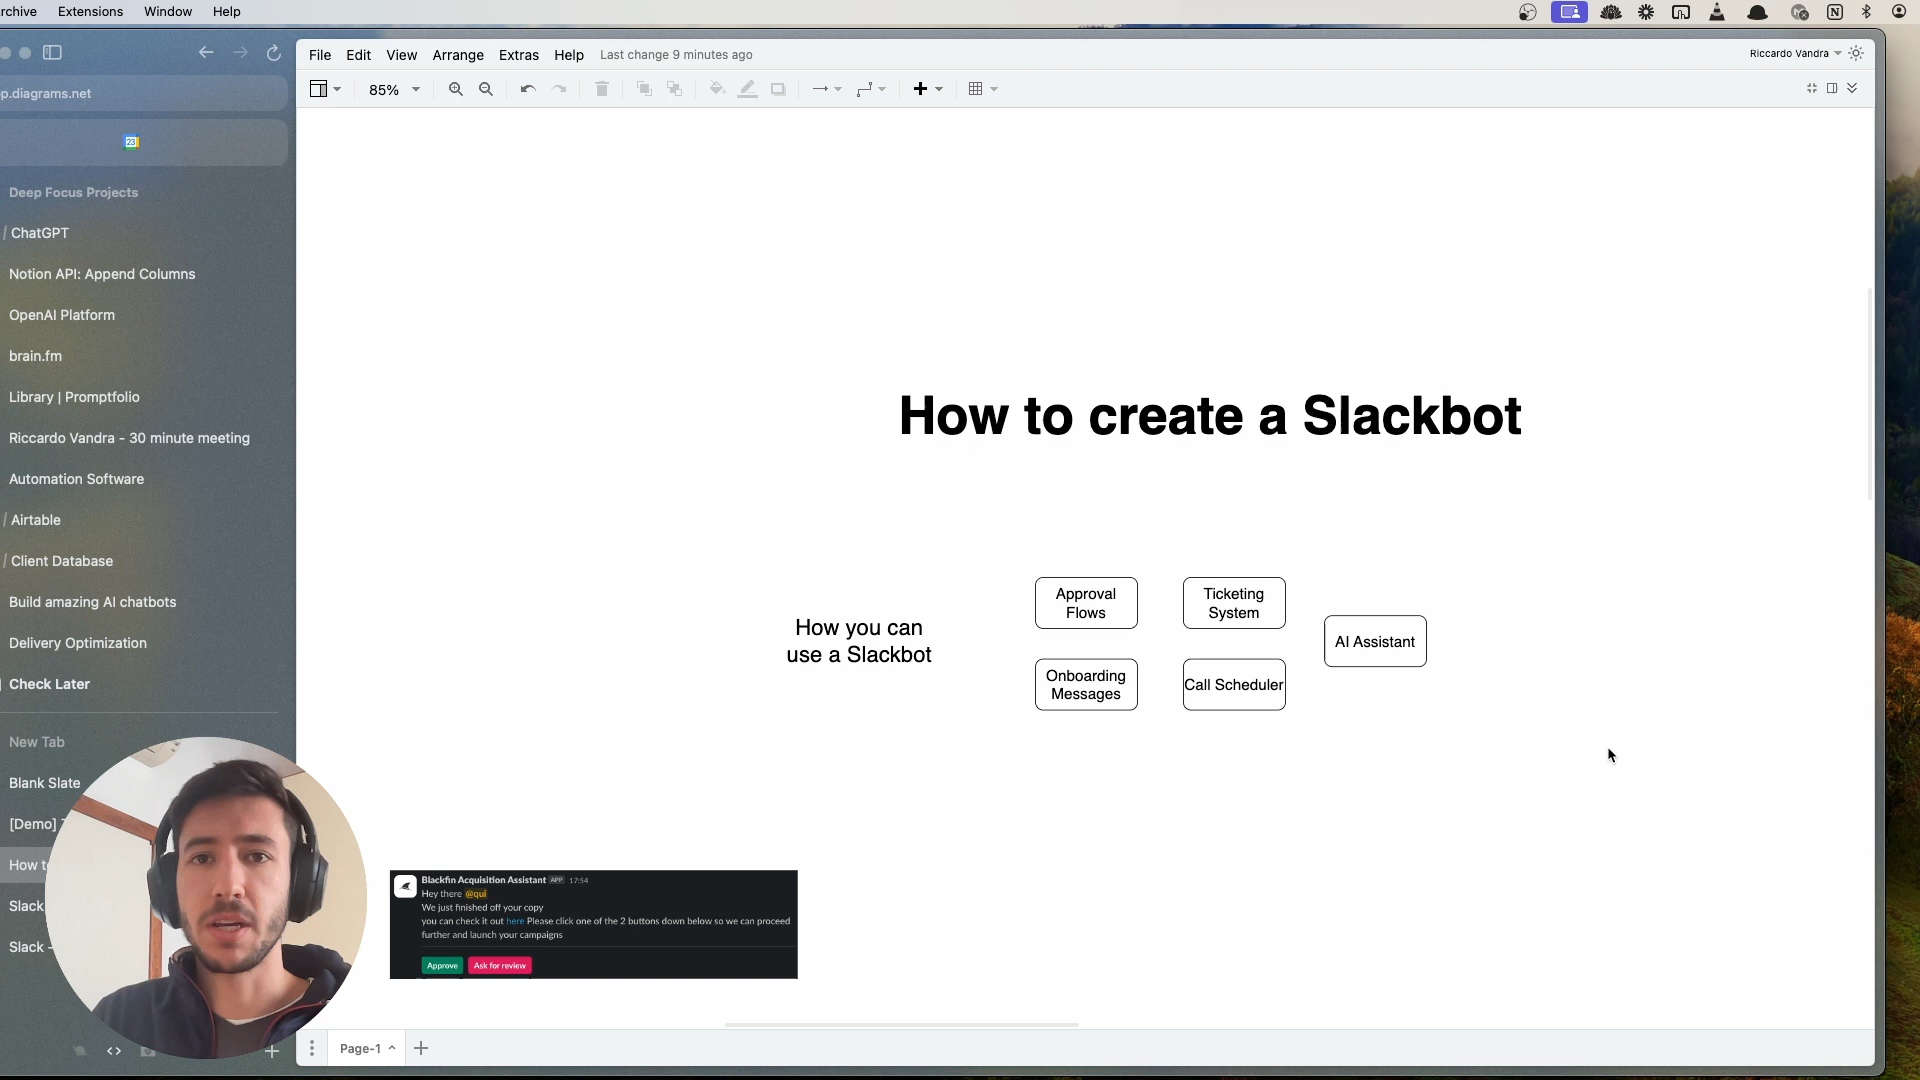 rchive Extensions Window Help
File Edit View Arrange Extras Help Last change 9 minutes ago
Riccardo Vandra
85%
p.diagrams.net
23
Deep Focus Projects
/ ChatGPT
Notion API: Append Columns
OpenAI Platform
brain.fm
Library | Promptfolio
Riccardo Vandra - 30 minute meeting
Automation Software
/ Airtable
/ Client Database
Build amazing AI chatbots
Delivery Optimization
Check Later
New Tab
Blank Slate
[Demo]
How to
Slack
Slack -
How to create a Slackbot
How you can
use a Slackbot
Approval
Flows
Ticketing
System
AI Assistant
Onboarding
Messages
Call Scheduler
Blackfin Acquisition Assistant APP 17:54
Hey there @qui
We just finished off your copy
you can check it out here Please click one of the 2 buttons down below so we can proceed
further and launch your campaigns
Approve Ask for review
Page-1